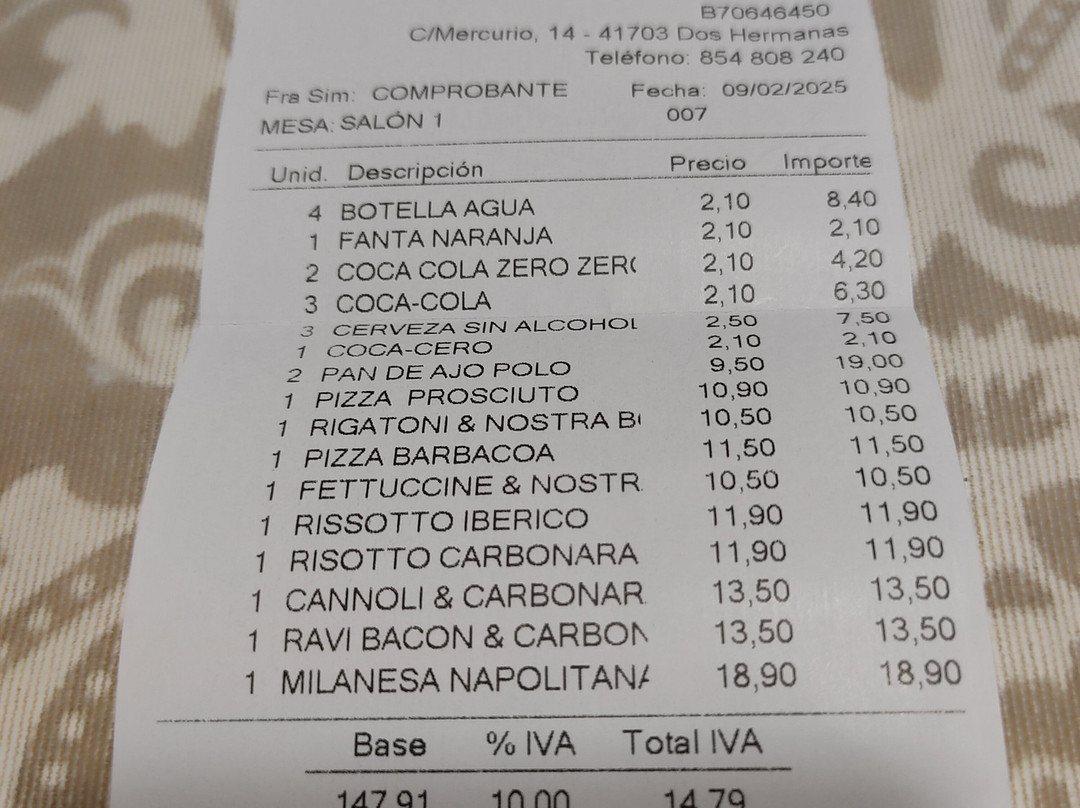 B70646450
C/Mercurio, 14 - 41703 Dos Hermanas
Teléfono: 854 808 240
Fra Sim: COMPROBANTE Fecha: 09/02/2025
MESA: SALÓN 1 007
Unid. Descripción Precio Importe
4 BOTELLA AGUA 2,10 8,40
1 FANTA NARANJA 2,10 2,10
2 COCA COLA ZERO ZER 2,10 4,20
3 COCA-COLA 2,10 6,30
3 CERVEZA SIN ALCOHOL 2,50 7,50
1 COCA-CERO 2,10 2,10
2 PAN DE AJO POLO 9,50 19,00
1 PIZZA PROSCIUTO 10,90 10,90
1 RIGATONI & NOSTRA B 10,50 10,50
1 PIZZA BARBACOA 11,50 11,50
1 FETTUCCINE & NOSTR 10,50 10,50
1 RISSOTTO IBERICO 11,90 11,90
1 RISOTTO CARBONARA 11,90 11,90
1 CANNOLI & CARBONAR 13,50 13,50
1 RAVI BACON & CARBON 13,50 13,50
1 MILANESA NAPOLITANA 18,90 18,90
Base % IVA Total IVA
147,91 10,00 14,79